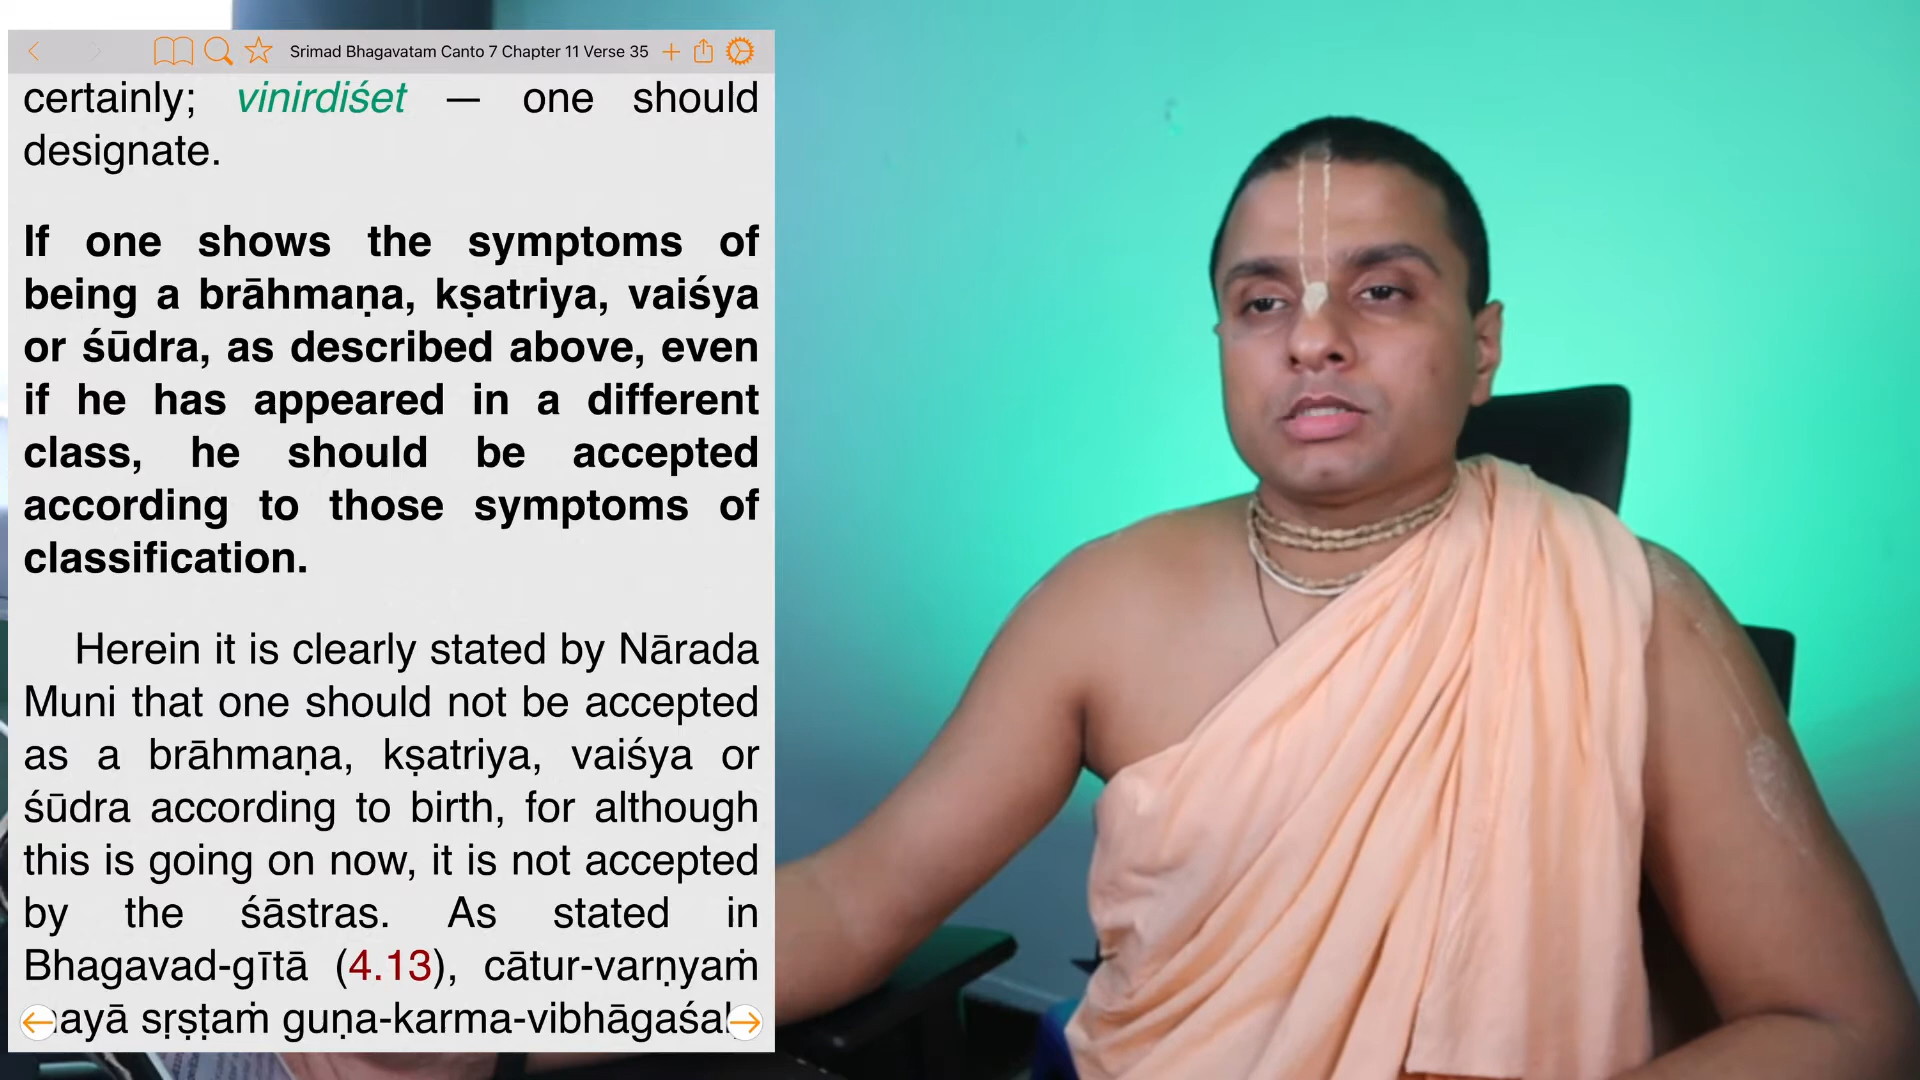 Srimad Bhagavatam Canto 7 Chapter 11 Verse 35
certainly; vinirdiśet — one should
designate.
If one shows the symptoms of
being a brāhmaṇa, kṣatriya, vaiśya
or śūdra, as described above, even
if he has appeared in a different
class, he should be accepted
according to those symptoms of
classification.
Herein it is clearly stated by Nārada
Muni that one should not be accepted
as a brāhmaṇa, kṣatriya, vaiśya or
śūdra according to birth, for although
this is going on now, it is not accepted
by the śāstras. As stated in
Bhagavad-gītā (4.13), cātur-varṇyaṁ
sṛṣṭaṁ